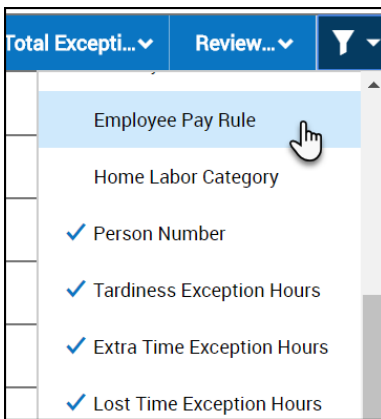 Total Excepti... Review...
Employee Pay Rule
Home Labor Category
Person Number
Tardiness Exception Hours
Extra Time Exception Hours
Lost Time Exception Hours